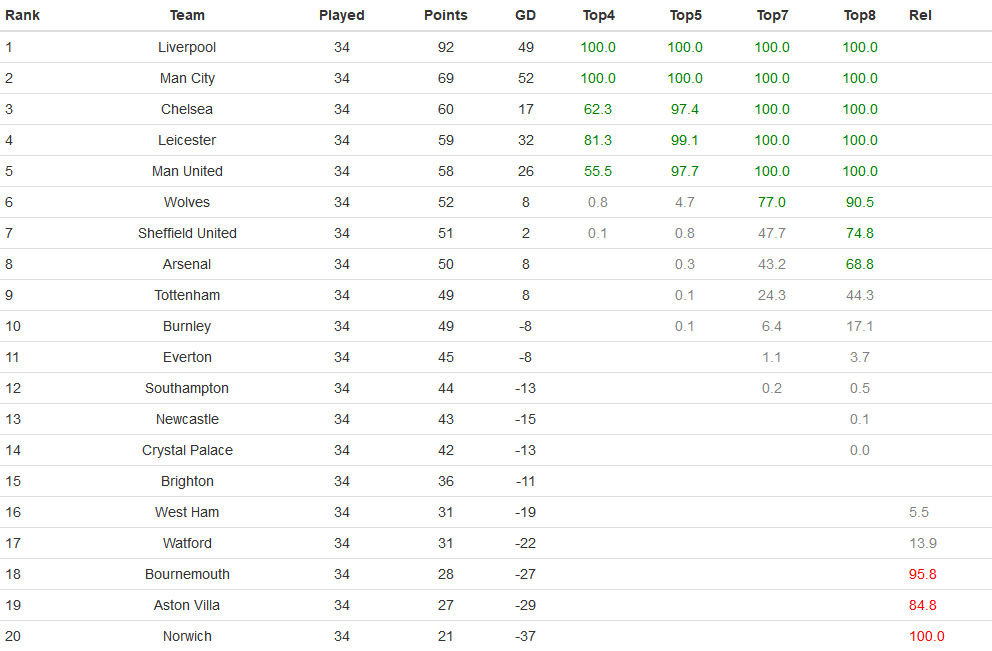 Rank Team Played Points GD Top4 Top5 Top7 Top8 Rel
1 Liverpool 34 92 49 100.0 100.0 100.0 100.0
2 Man City 34 69 52 100.0 100.0 100.0 100.0
3 Chelsea 34 60 17 62.3 97.4 100.0 100.0
4 Leicester 34 59 32 81.3 99.1 100.0 100.0
5 Man United 34 58 26 55.5 97.7 100.0 100.0
6 Wolves 34 52 8 0.8 4.7 77.0 90.5
7 Sheffield United 34 51 2 0.1 0.8 47.7 74.8
8 Arsenal 34 50 8 0.3 43.2 68.8
9 Tottenham 34 49 8 0.1 24.3 44.3
10 Burnley 34 49 -8 0.1 6.4 17.1
11 Everton 34 45 -8 1.1 3.7
12 Southampton 34 44 -13 0.2 0.5
13 Newcastle 34 43 -15 0.1
14 Crystal Palace 34 42 -13 0.0
15 Brighton 34 36 -11
16 West Ham 34 31 -19 5.5
17 Watford 34 31 -22 13.9
18 Bournemouth 34 28 -27 95.8
19 Aston Villa 34 27 -29 84.8
20 Norwich 34 21 -37 100.0